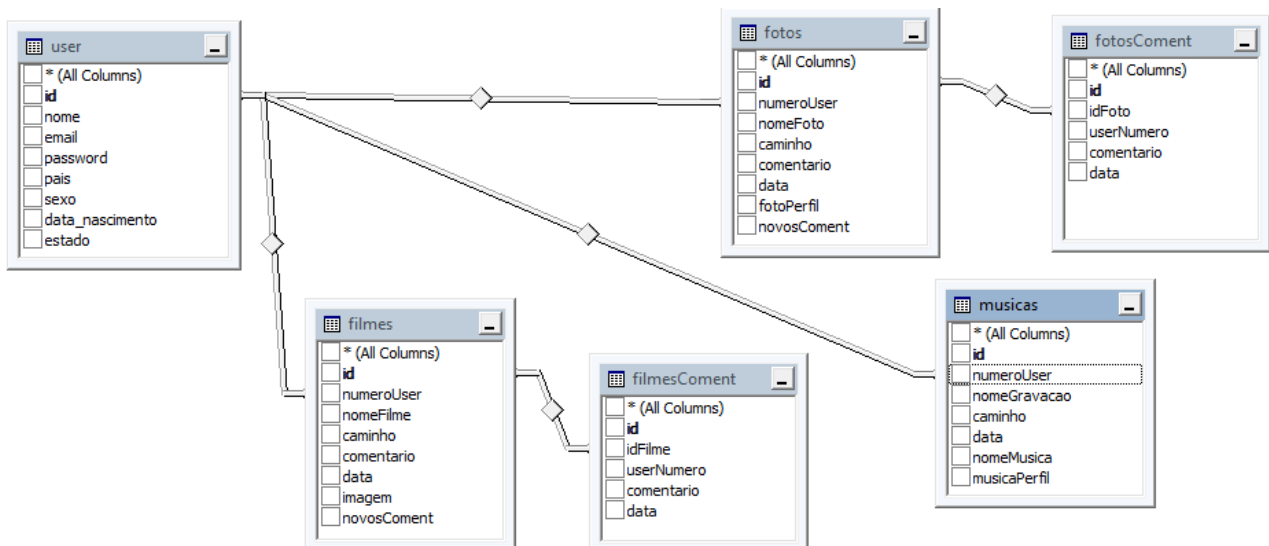 user
* (All Columns)
id
nome
email
password
pais
sexo
data_nascimento
estado
fotos
* (All Columns)
id
numeroUser
nomeFoto
caminho
comentario
data
fotoPerfil
novosComent
fotosComent
* (All Columns)
id
idFoto
userNumero
comentario
data
filmes
* (All Columns)
id
numeroUser
nomeFilme
caminho
comentario
data
imagem
novosComent
filmesComent
* (All Columns)
id
idFilme
userNumero
comentario
data
musicas
* (All Columns)
id
numeroUser
nomeGravacao
caminho
data
nomeMusica
musicaPerfil